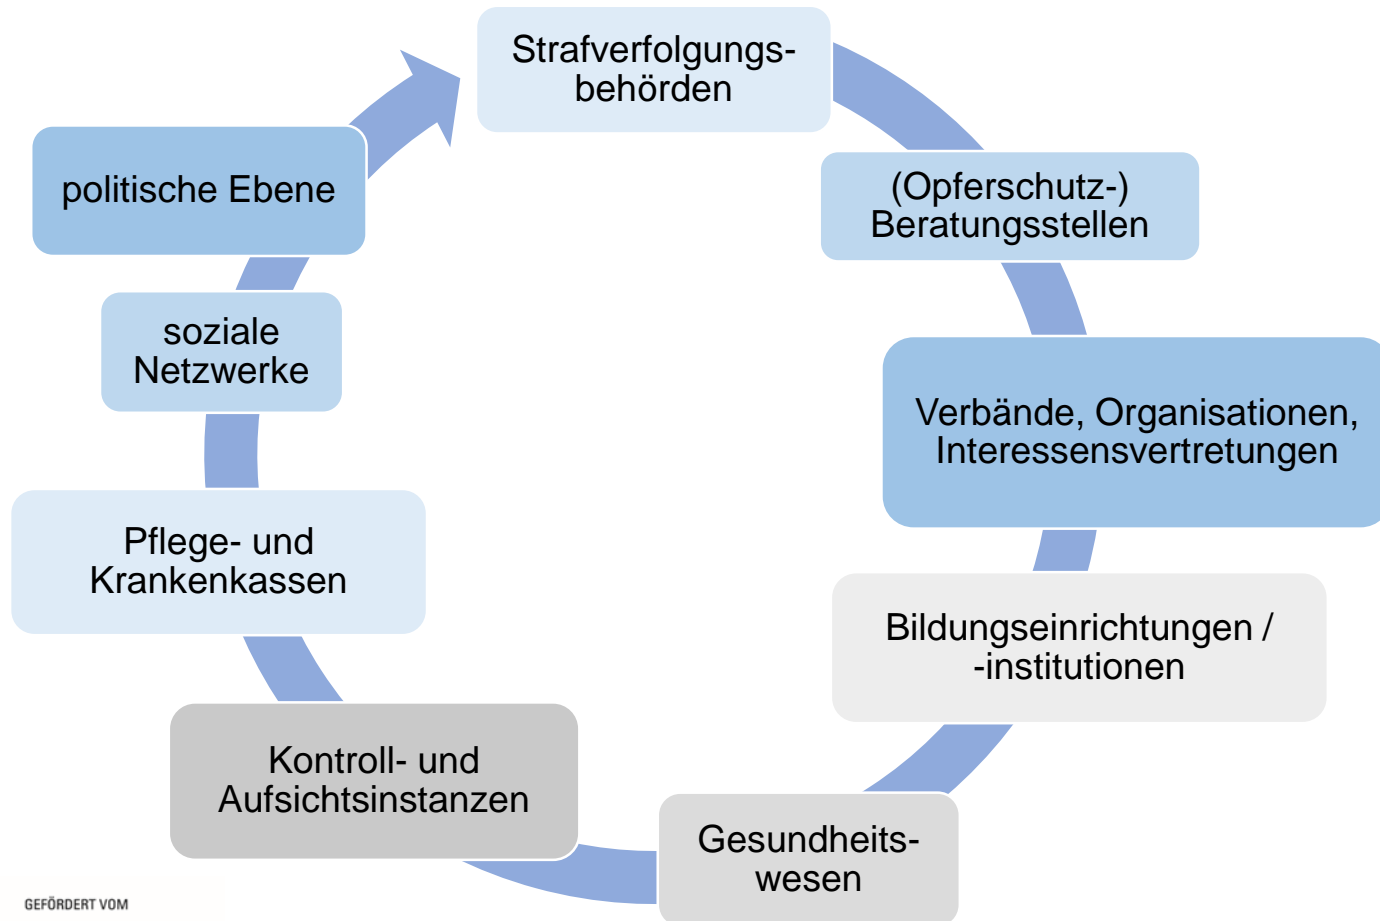 Strafverfolgungs-
behörden
(Opferschutz-)
Beratungsstellen
Verbände, Organisationen,
Interessensvertretungen
Bildungseinrichtungen /
-institutionen
Gesundheits-
wesen
Kontroll- und
Aufsichtsinstanzen
Pflege- und
Krankenkassen
soziale
Netzwerke
politische Ebene
GEFÖRDERT VOM